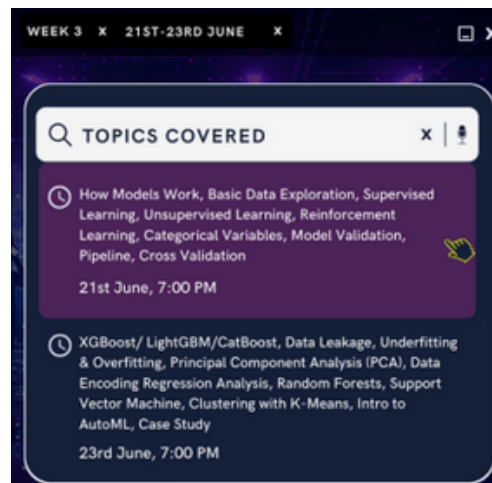 WEEK 3 X 21ST-23RD JUNE X
TOPICS COVERED X
How Models Work, Basic Data Exploration, Supervised
Learning, Unsupervised Learning, Reinforcement
Learning, Categorical Variables, Model Validation,
Pipeline, Cross Validation
21st June, 7:00 PM
XGBoost/ LightGBM/CatBoost, Data Leakage, Underfitting
& Overfitting, Principal Component Analysis (PCA), Data
Encoding Regression Analysis, Random Forests, Support
Vector Machine, Clustering with K-Means, Intro to
AutoML, Case Study
23rd June, 7:00 PM